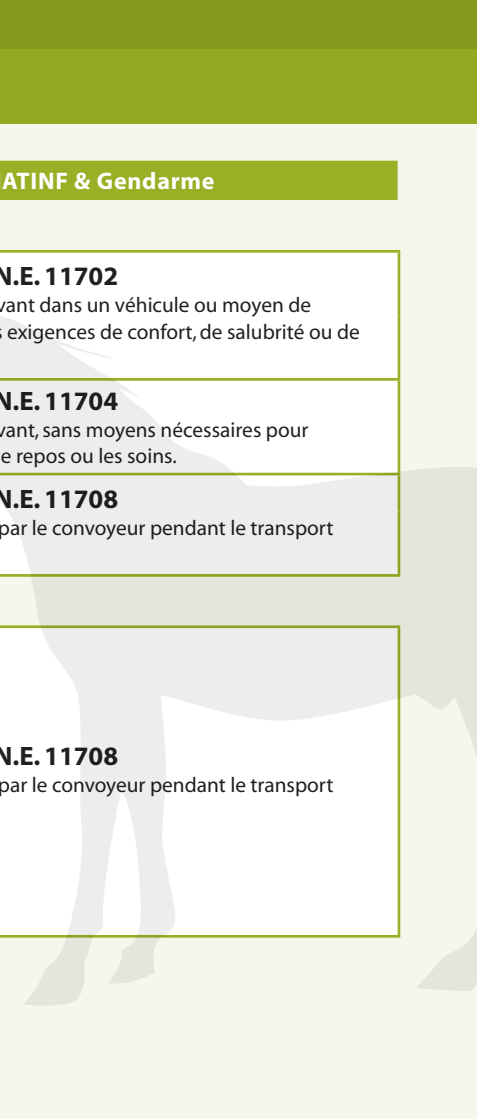 NATINF & Gendarme
N.E. 11702
vant dans un véhicule ou moyen de
s exigences de confort, de salubrité ou de
N.E. 11704
vant, sans moyens nécessaires pour
e repos ou les soins.
N.E. 11708
par le convoyeur pendant le transport
N.E. 11708
par le convoyeur pendant le transport